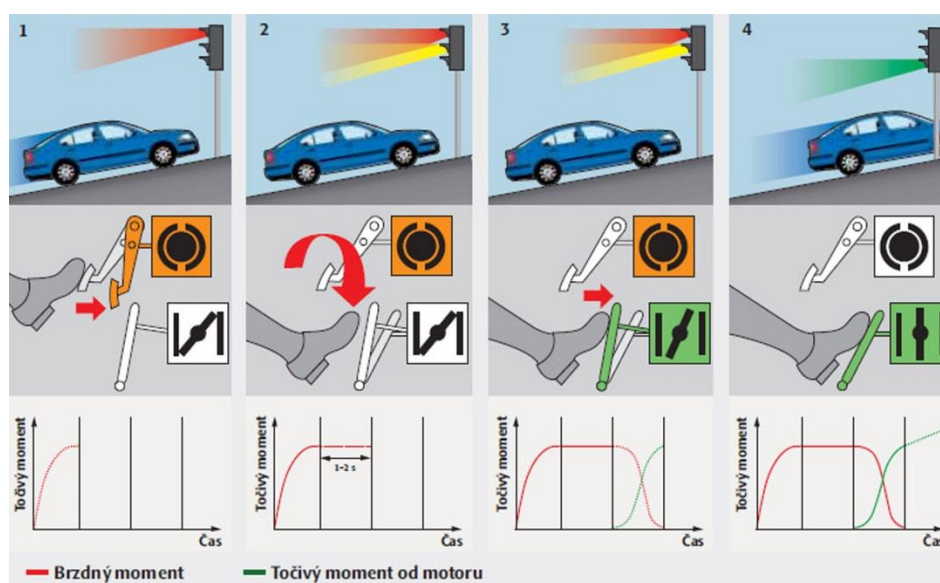 1
2
3
4
Točivý moment
Čas
Točivý moment
1–2 s
Čas
Točivý moment
Čas
Točivý moment
Čas
Brzdný moment
Točivý moment od motoru